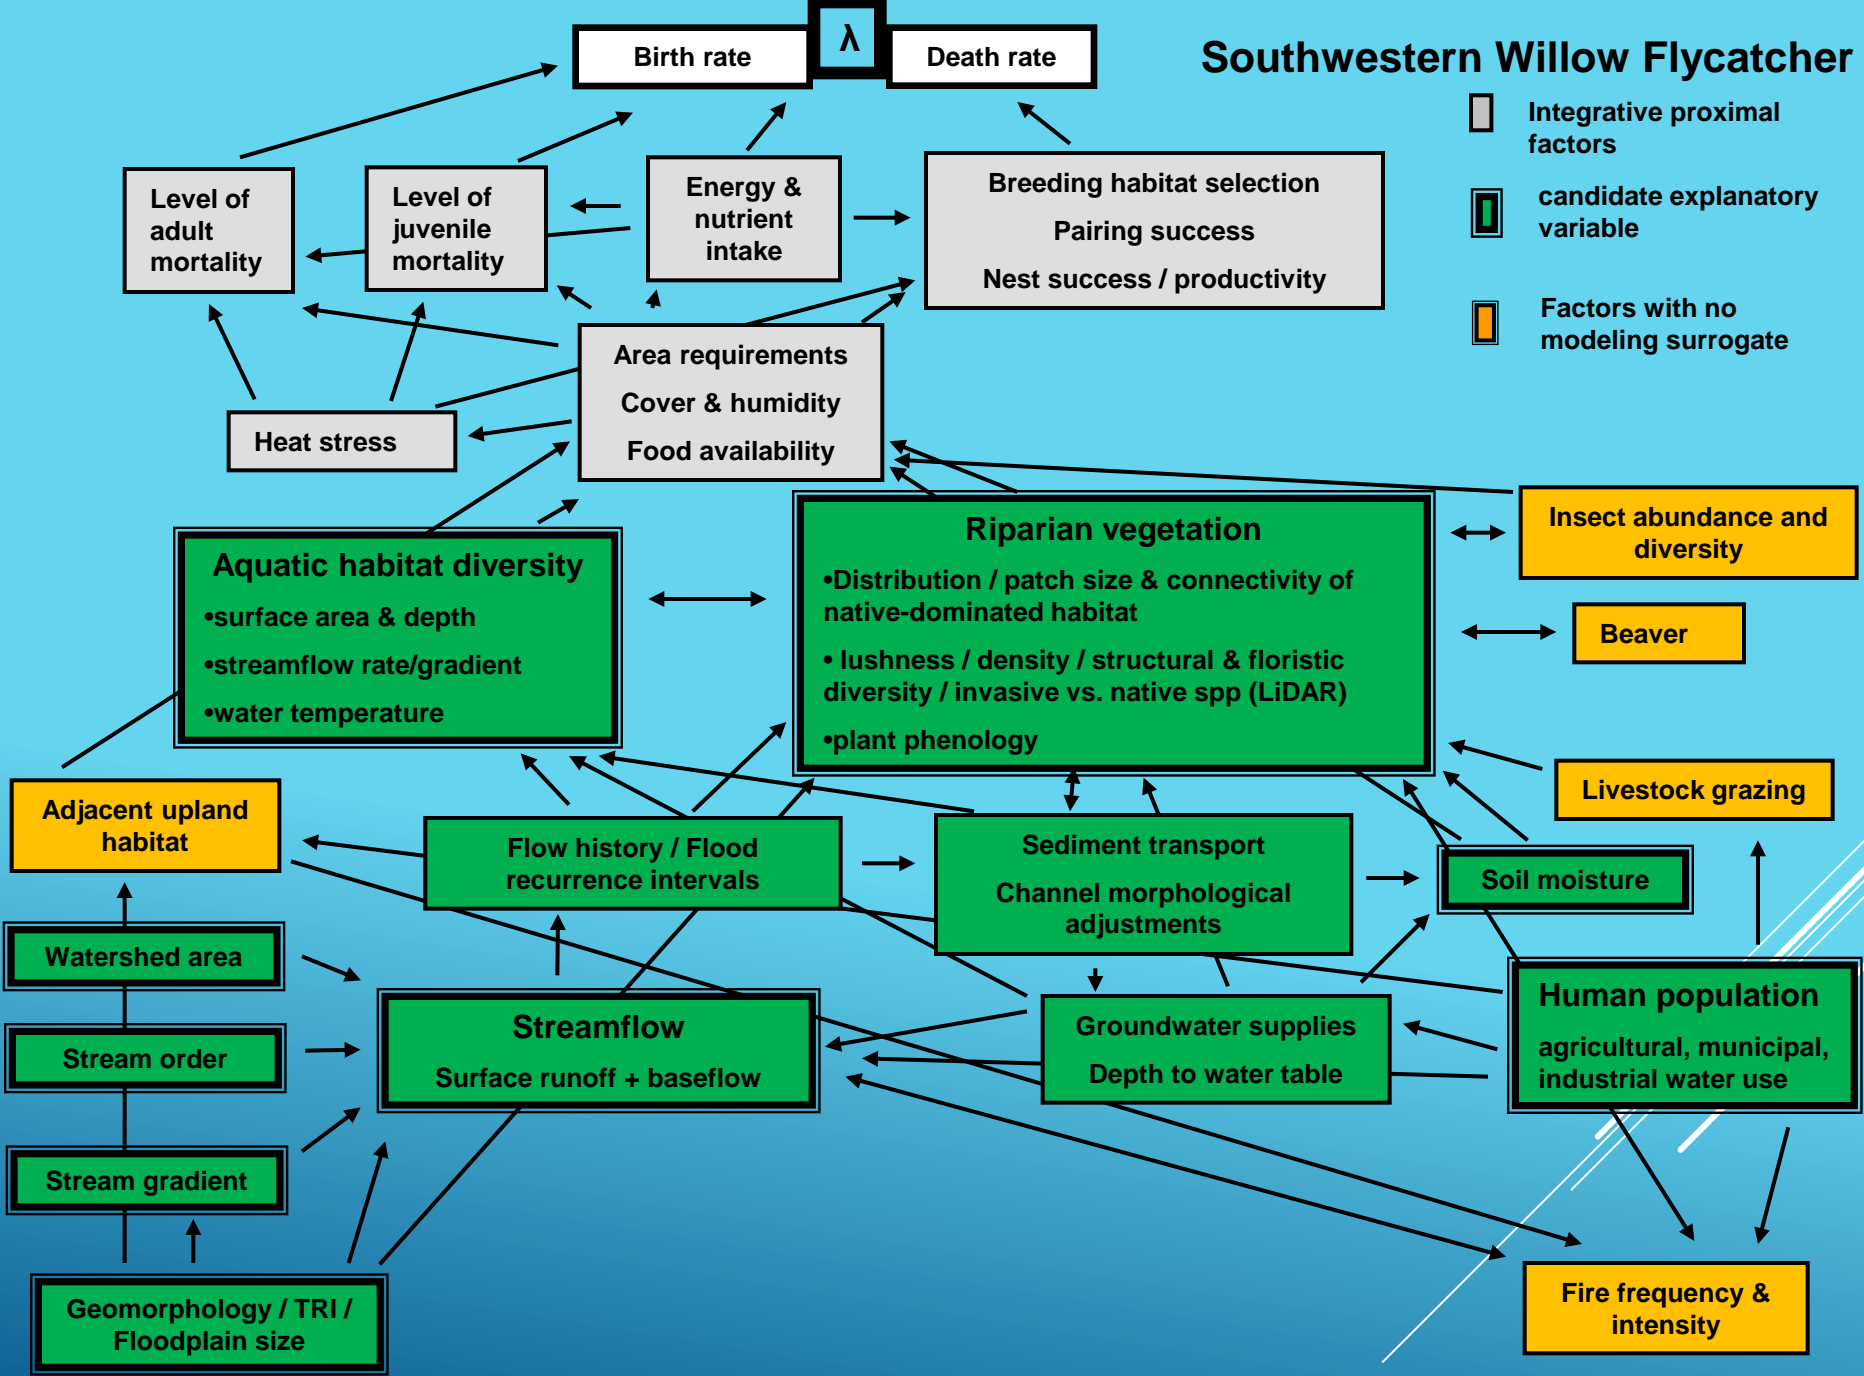 λ
Birth rate
Death rate
Southwestern Willow Flycatcher
Integrative proximal
factors
candidate explanatory
variable
Factors with no
modeling surrogate
Level of
adult
mortality
Level of
juvenile
mortality
Energy &
nutrient
intake
Breeding habitat selection
Pairing success
Nest success / productivity
Area requirements
Cover & humidity
Food availability
Heat stress
Aquatic habitat diversity
•surface area & depth
•streamflow rate/gradient
•water temperature
Riparian vegetation
•Distribution / patch size & connectivity of
native-dominated habitat
• lushness / density / structural & floristic
diversity / invasive vs. native spp (LiDAR)
•plant phenology
Insect abundance and
diversity
Beaver
Livestock grazing
Adjacent upland
habitat
Flow history / Flood
recurrence intervals
Sediment transport
Channel morphological
adjustments
Soil moisture
Watershed area
Stream order
Stream gradient
Streamflow
Surface runoff + baseflow
Groundwater supplies
Depth to water table
Human population
agricultural, municipal,
industrial water use
Geomorphology / TRI /
Floodplain size
Fire frequency &
intensity